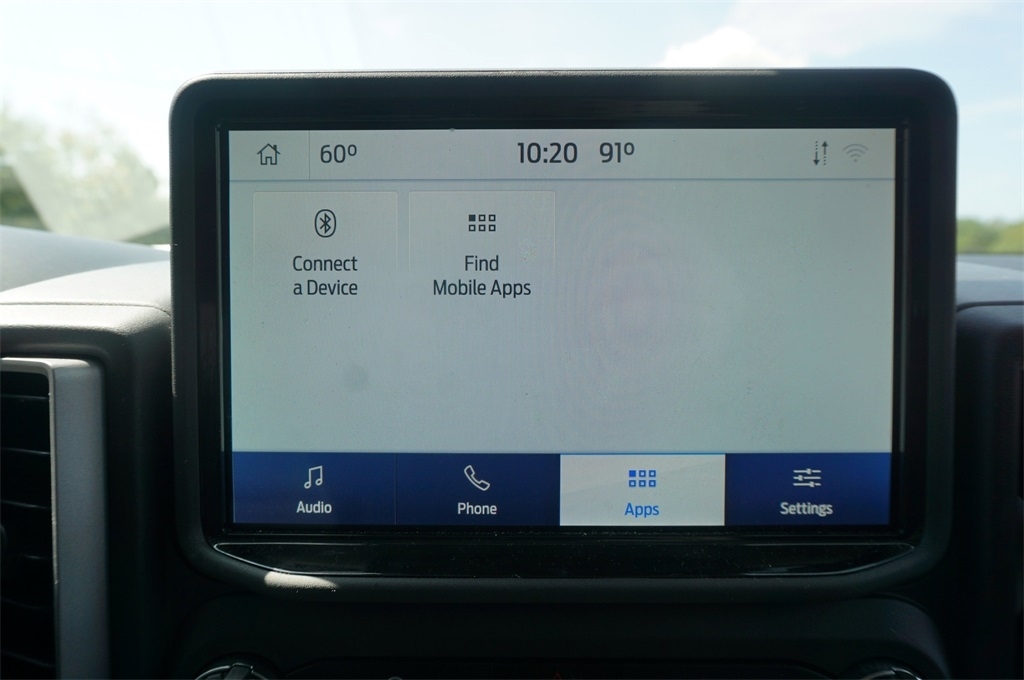 60° 10:20 91°
Connect
a Device
Find
Mobile Apps
Audio Phone Apps Settings